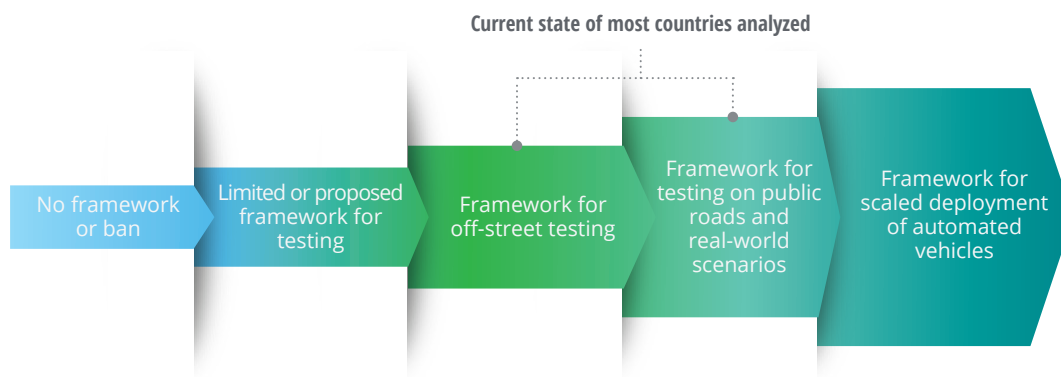 Current state of most countries analyzed
No framework
or ban
Limited or proposed
framework for
testing
Framework for
off-street testing
Framework for
testing on public
roads and
real-world
scenarios
Framework for
scaled deployment
of automated
vehicles